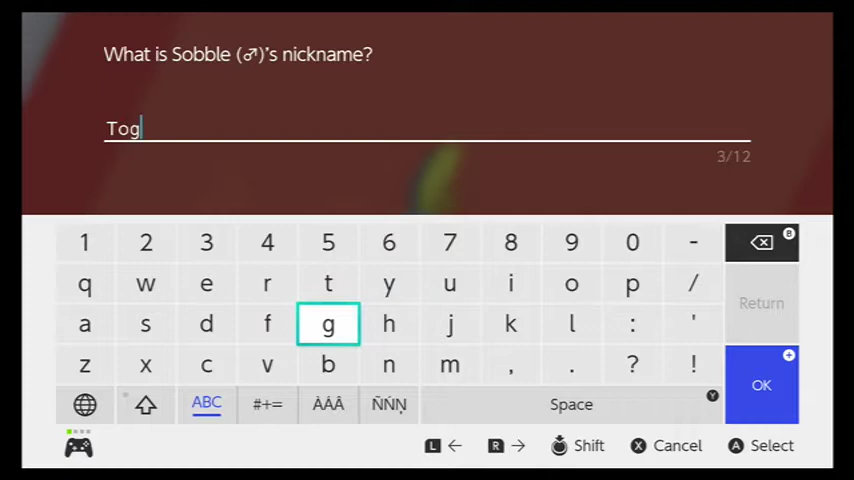 What is Sobble (♂)'s nickname?
Tog
3/12
1 2 3 4 5 6 7 8 9 0 - B
q w e r t y u i o p / Return
a s d f g h j k l : '
z x c v b n m , . ? ! OK
ABC #+= ÀÁÂ ÑŃŅ Space Y
L ← R → Shift X Cancel A Select